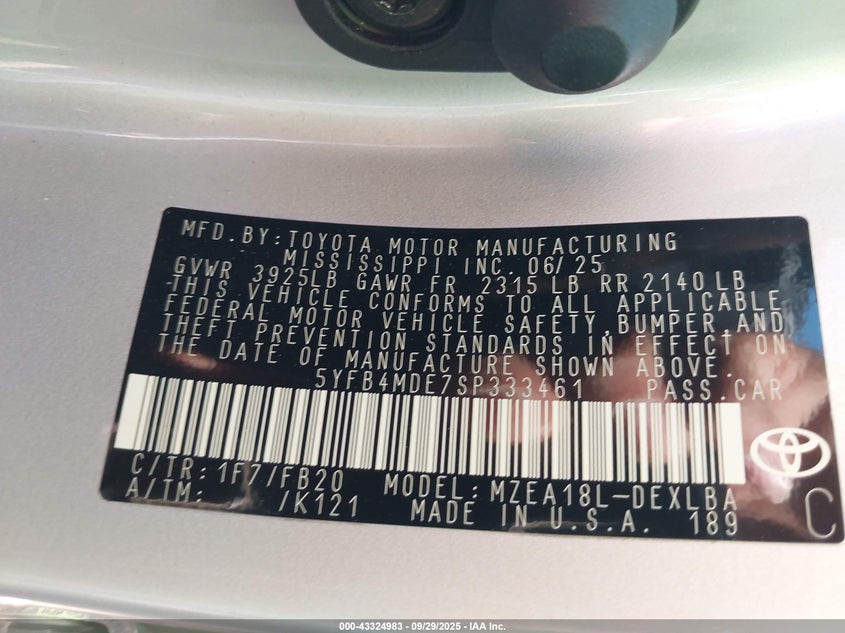 MFD.BY:TOYOTA MOTOR MANUFACTURING
MISSISSIPPI INC. 06/25
GVWR 3925LB GAWR FR 2315 LB RR 2140 LB
THIS VEHICLE CONFORMS TO ALL APPLICABLE
FEDERAL MOTOR VEHICLE SAFETY,BUMPER,AND
THEFT PREVENTION STANDARDS IN EFFECT ON
THE DATE OF MANUFACTURE SHOWN ABOVE.
5YFB4MDE7SP333461 PASS.CAR
C/TR: 1F7/FB20 MODEL: MZEA18L-DEXLBA
A/TM: /K121 MADE IN U.S.A. 189
C
000-43324983 - 09/29/2025 - IAA Inc.